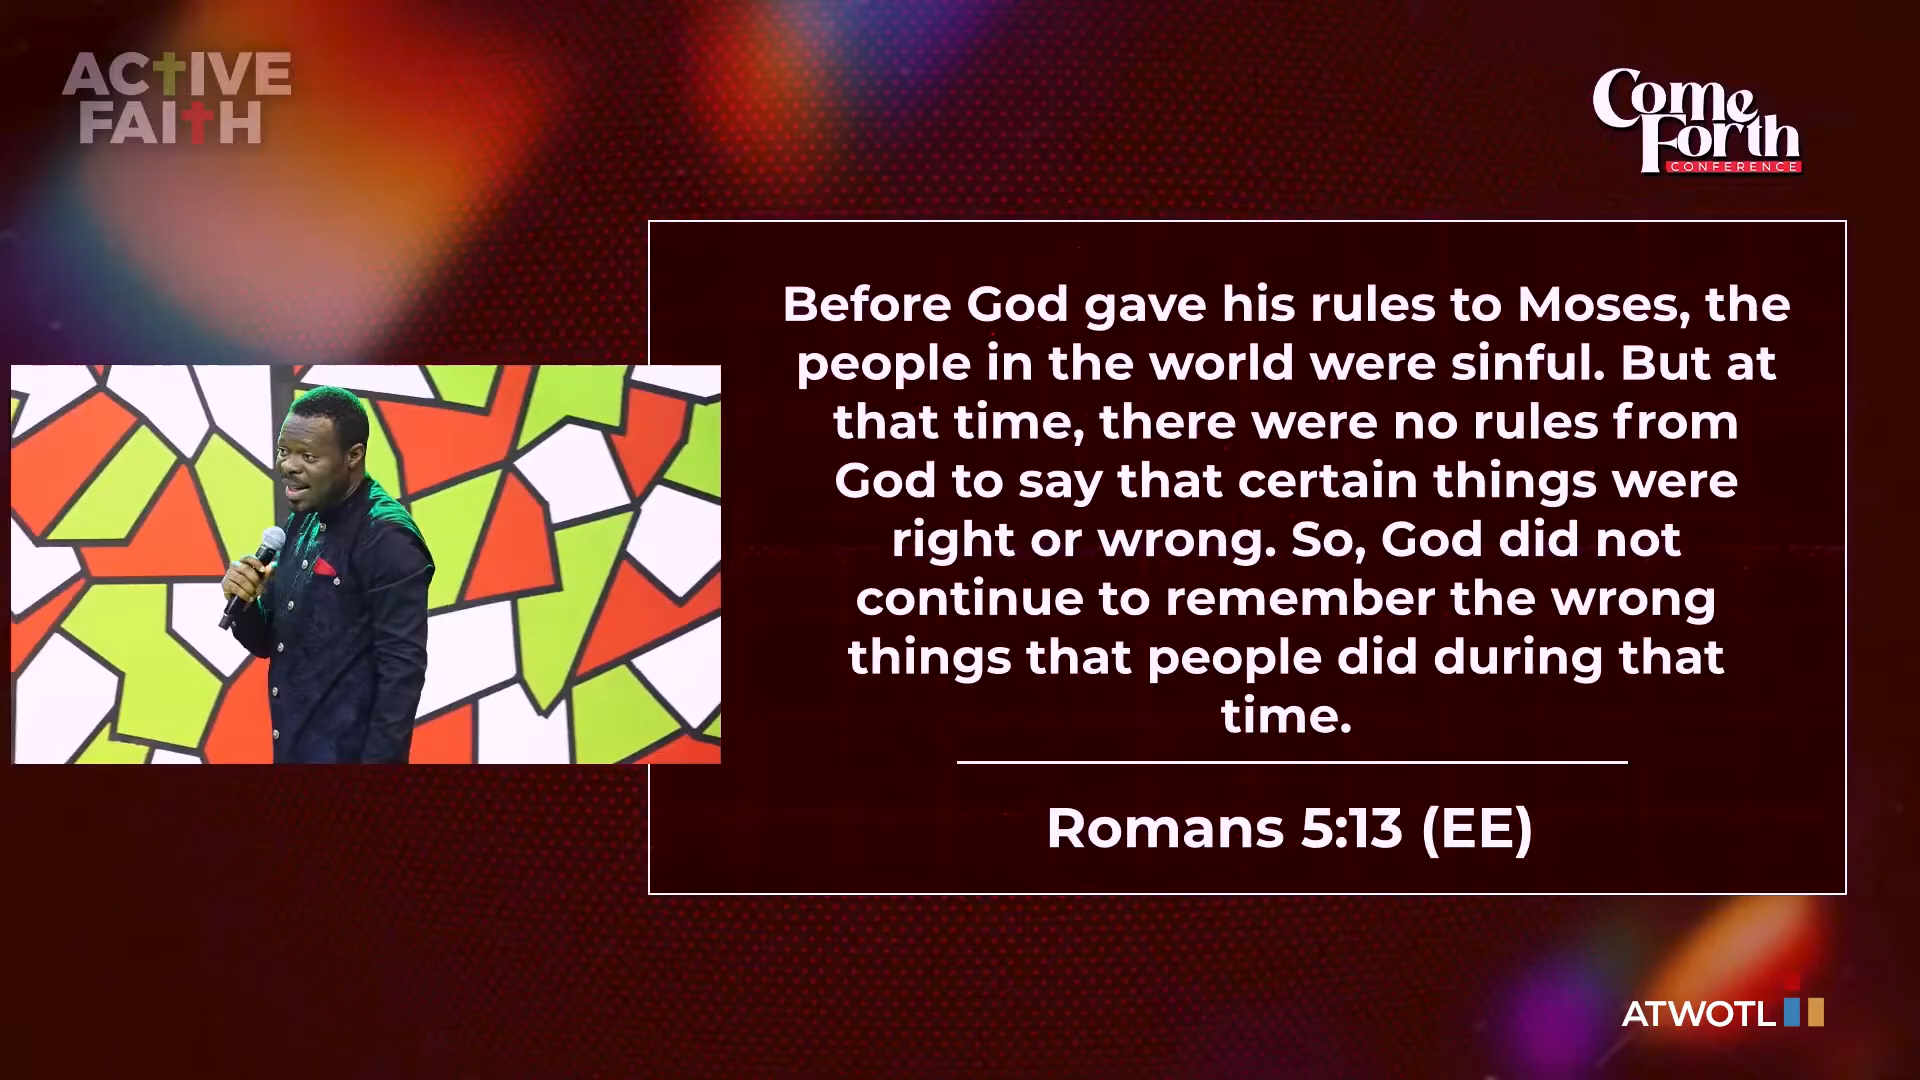 ACTIVE
FAITH
Come
Forth
CONFERENCE
Before God gave his rules to Moses, the
people in the world were sinful. But at
that time, there were no rules from
God to say that certain things were
right or wrong. So, God did not
continue to remember the wrong
things that people did during that
time.
Romans 5:13 (EE)
ATWOTL